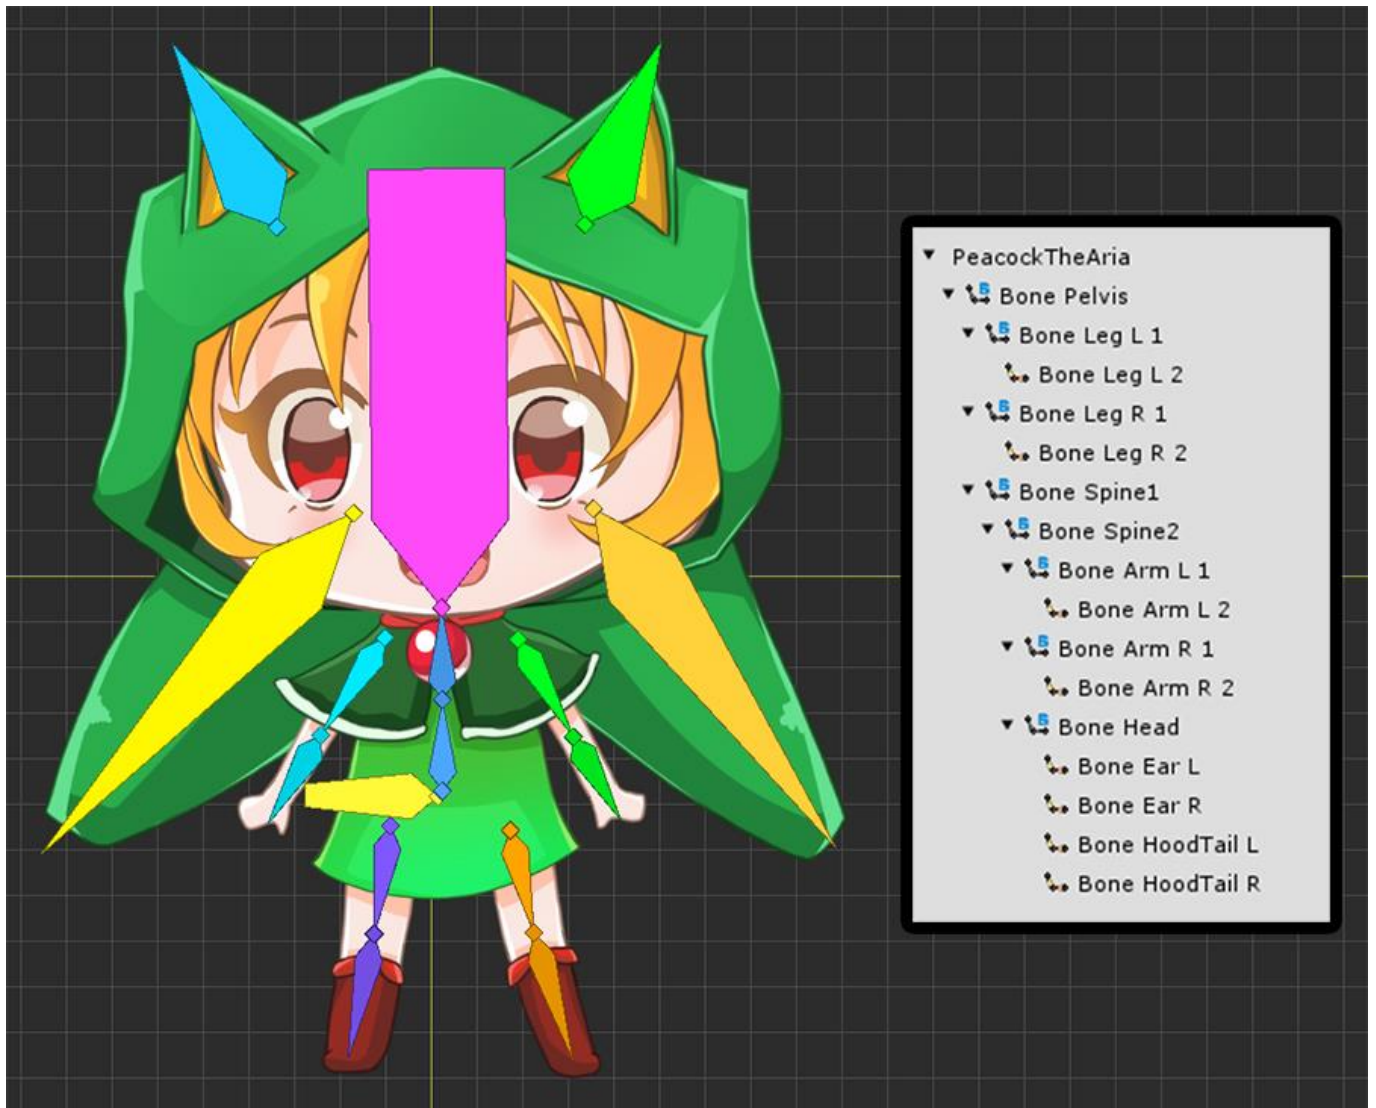 PeacockTheAria
Bone Pelvis
Bone Leg L 1
Bone Leg L 2
Bone Leg R 1
Bone Leg R 2
Bone Spine1
Bone Spine2
Bone Arm L 1
Bone Arm L 2
Bone Arm R 1
Bone Arm R 2
Bone Head
Bone Ear L
Bone Ear R
Bone HoodTail L
Bone HoodTail R